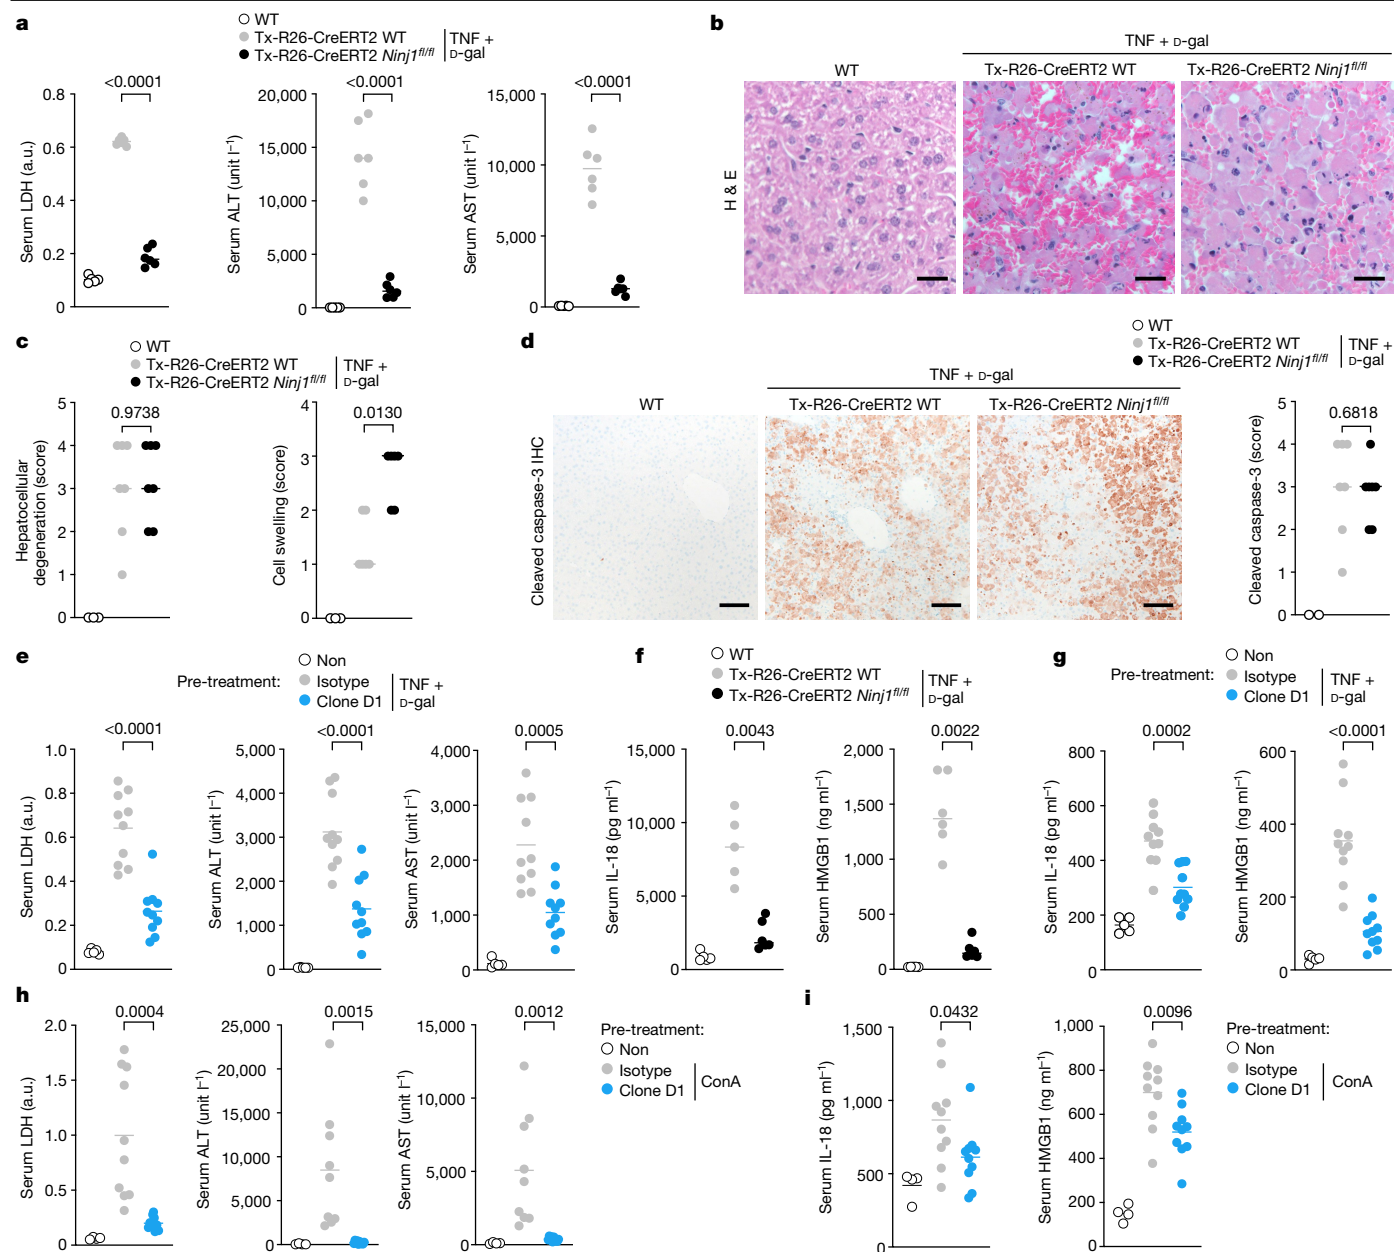 a
WT
Tx-R26-CreERT2 WT
Tx-R26-CreERT2 Ninj1fl/fl
TNF +
D-gal
<0.0001
<0.0001
<0.0001
Serum LDH (a.u.)
0.8
0.6
0.4
0.2
0
Serum ALT (unit l−1)
20,000
15,000
10,000
5,000
0
Serum AST (unit l−1)
15,000
10,000
5,000
0
b
TNF + D-gal
WT
Tx-R26-CreERT2 WT
Tx-R26-CreERT2 Ninj1fl/fl
H & E
c
WT
Tx-R26-CreERT2 WT
Tx-R26-CreERT2 Ninj1fl/fl
TNF +
D-gal
0.9738
0.0130
Hepatocellular
degeneration (score)
5
4
3
2
1
0
Cell swelling (score)
4
3
2
1
0
d
TNF + D-gal
WT
Tx-R26-CreERT2 WT
Tx-R26-CreERT2 Ninj1fl/fl
Cleaved caspase-3 IHC
WT
Tx-R26-CreERT2 WT
Tx-R26-CreERT2 Ninj1fl/fl
TNF +
D-gal
0.6818
Cleaved caspase-3 (score)
5
4
3
2
1
0
e
Pre-treatment:
Non
Isotype
Clone D1
TNF +
D-gal
<0.0001
<0.0001
0.0005
Serum LDH (a.u.)
1.0
0.8
0.6
0.4
0.2
0
Serum ALT (unit l−1)
5,000
4,000
3,000
2,000
1,000
0
Serum AST (unit l−1)
4,000
3,000
2,000
1,000
0
f
WT
Tx-R26-CreERT2 WT
Tx-R26-CreERT2 Ninj1fl/fl
TNF +
D-gal
0.0043
0.0022
Serum IL-18 (pg ml−1)
15,000
10,000
5,000
0
Serum HMGB1 (ng ml−1)
2,000
1,500
1,000
500
0
g
Pre-treatment:
Non
Isotype
Clone D1
TNF +
D-gal
0.0002
<0.0001
Serum IL-18 (pg ml−1)
800
600
400
200
0
Serum HMGB1 (ng ml−1)
600
400
200
0
h
0.0004
0.0015
0.0012
Serum LDH (a.u.)
2.0
1.5
1.0
0.5
0
Serum ALT (unit l−1)
25,000
20,000
15,000
10,000
5,000
0
Serum AST (unit l−1)
15,000
10,000
5,000
0
Pre-treatment:
Non
Isotype
Clone D1
ConA
i
0.0432
0.0096
Serum IL-18 (pg ml−1)
1,500
1,000
500
0
Serum HMGB1 (ng ml−1)
1,000
800
600
400
200
0
Pre-treatment:
Non
Isotype
Clone D1
ConA